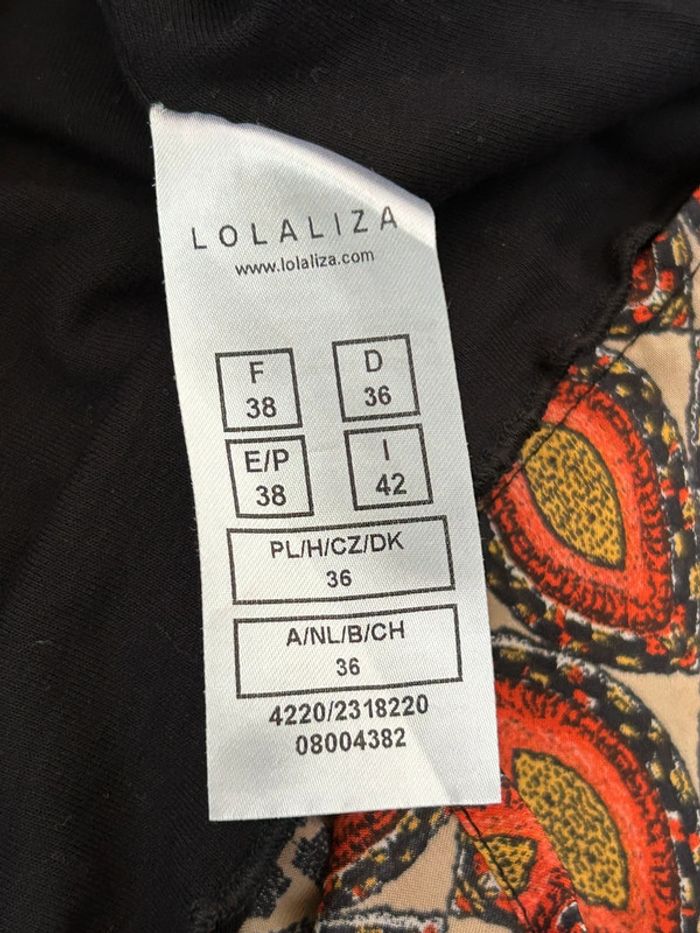 LOLALIZA
www.lolaliza.com
F
38
D
36
E/P
38
I
42
PL/H/CZ/DK
36
A/NL/B/CH
36
4220/2318220
08004382